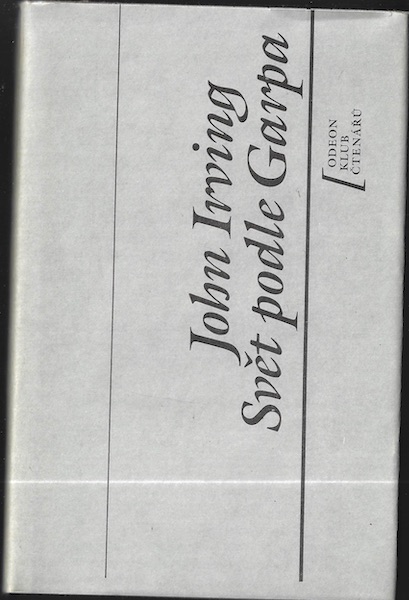 John Irving
Svět podle Garpa
ODEON
KLUB
ČTENÁŘŮ